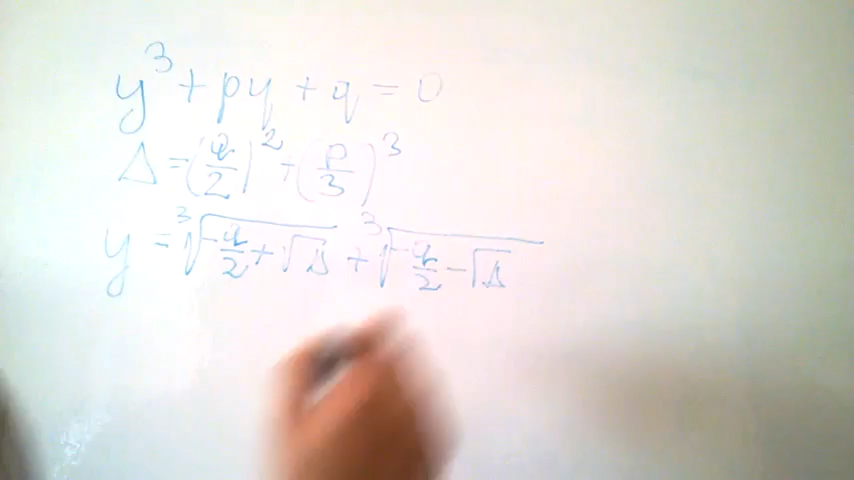 y³ + py + q = 0
Δ = (q/2)² + (p/3)³
y = ∛(-q/2 + √Δ) + ∛(-q/2 - √Δ)